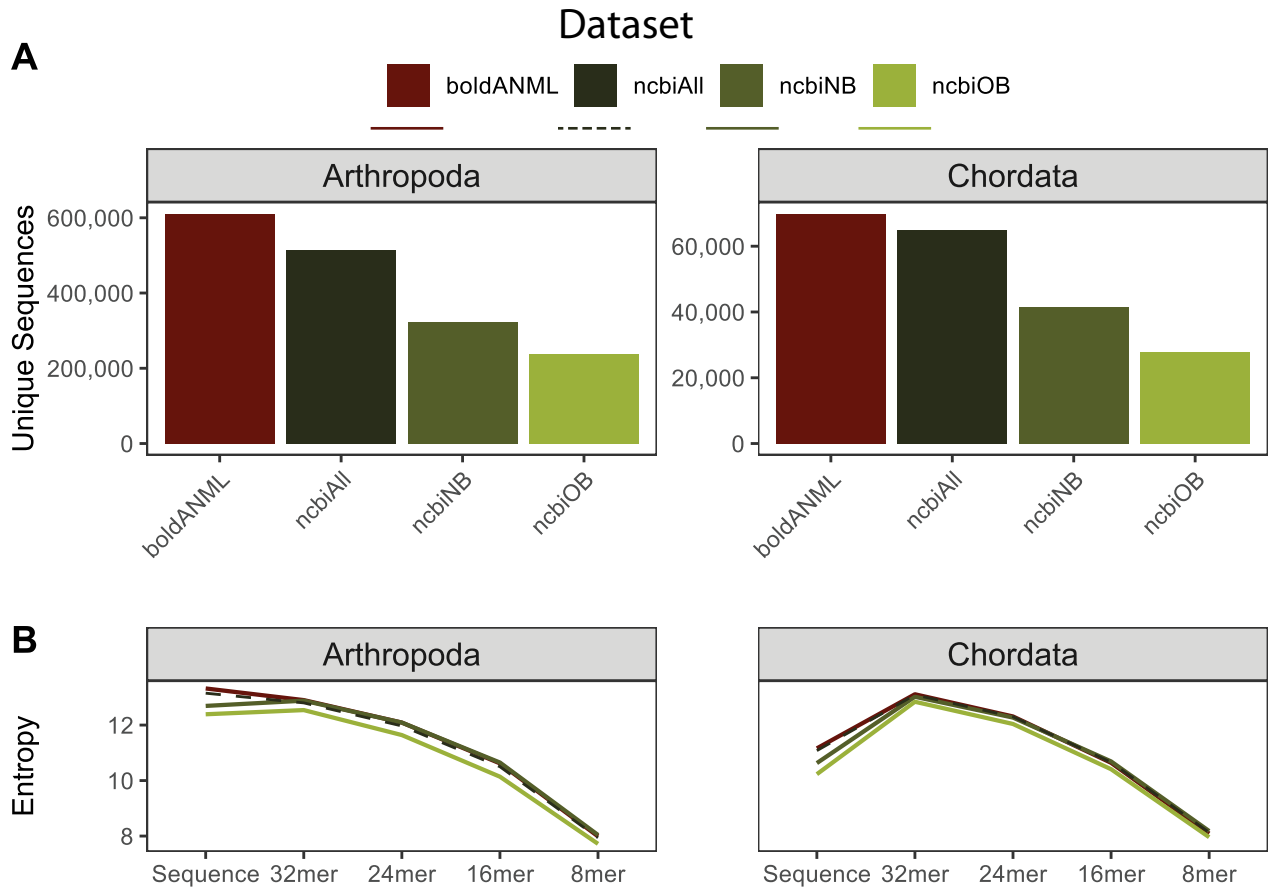 Dataset
A
boldANML ncbiAll ncbiNB ncbiOB
Arthropoda Chordata
Unique Sequences
600,000
400,000
200,000
0
60,000
40,000
20,000
0
boldANML ncbiAll ncbiNB ncbiOB
boldANML ncbiAll ncbiNB ncbiOB
B
Arthropoda Chordata
Entropy
12
10
8
Sequence 32mer 24mer 16mer 8mer
Sequence 32mer 24mer 16mer 8mer